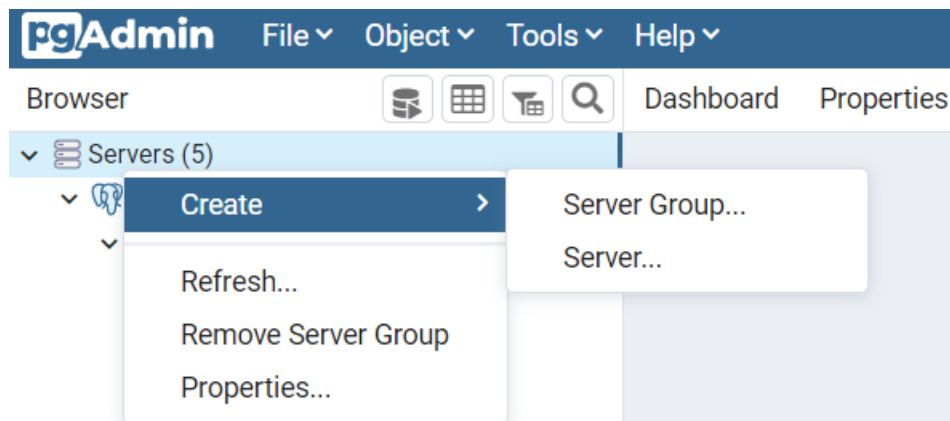 pgAdmin File Object Tools Help
Browser Dashboard Properties
Servers (5)
Create Server Group...
Server...
Refresh...
Remove Server Group
Properties...